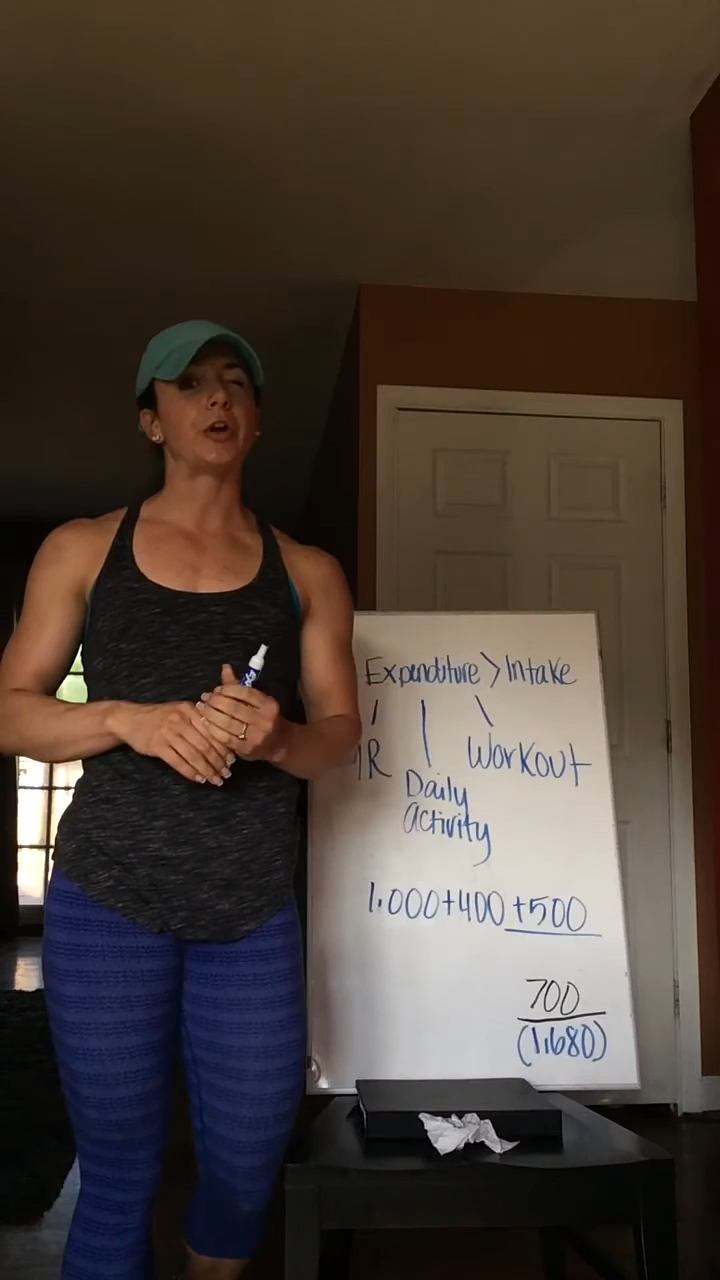 Expenditure > Intake
Workout
Daily
activity
1,000+400+500
700
(1,680)